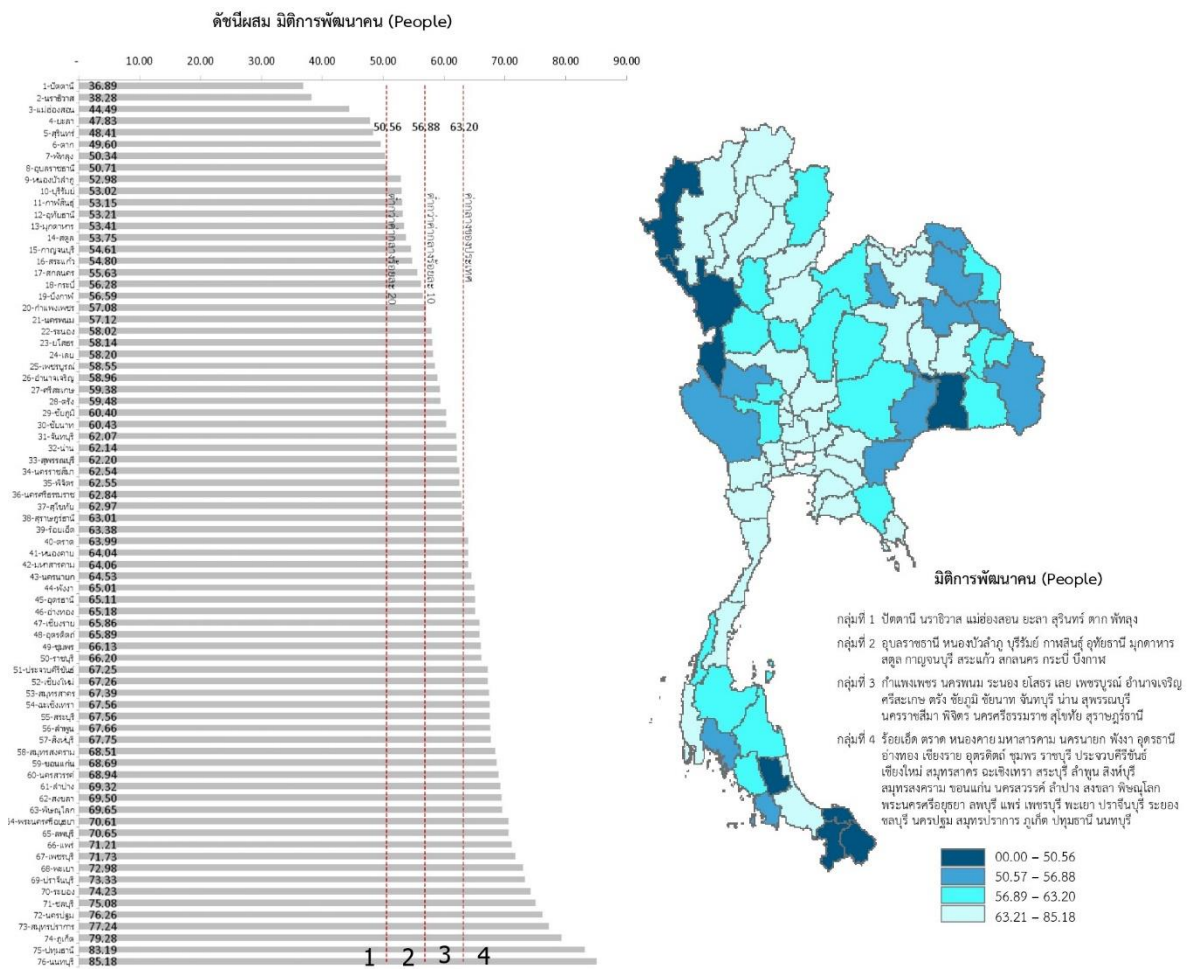 ดัชนีผสม มิติการพัฒนาคน (People)
- 10.00 20.00 30.00 40.00 50.00 60.00 70.00 80.00 90.00
1-ปัตตานี 36.89
2-นราธิวาส 38.28
3-แม่ฮ่องสอน 44.49
4-ยะลา 47.83
50.56 56.88 63.20
5-สุรินทร์ 48.41
6-ตาก 49.60
7-พัทลุง 50.34
8-อุบลราชธานี 50.71
9-หนองบัวลำภู 52.98
10-บุรีรัมย์ 53.02
11-กาฬสินธุ์ 53.15
12-อุทัยธานี 53.21
13-มุกดาหาร 53.41
14-สตูล 53.75
15-กาญจนบุรี 54.61
16-สระแก้ว 54.80
17-สกลนคร 55.63
18-กระบี่ 56.28
19-บึงกาฬ 56.59
20-กำแพงเพชร 57.08
21-นครพนม 57.12
22-ระนอง 58.02
23-ยโสธร 58.14
24-เลย 58.20
25-เพชรบูรณ์ 58.55
26-อำนาจเจริญ 58.96
27-ศรีสะเกษ 59.38
28-ตรัง 59.48
29-ชัยภูมิ 60.40
30-ชัยนาท 60.43
31-จันทบุรี 62.07
32-น่าน 62.14
33-สุพรรณบุรี 62.20
34-นครราชสีมา 62.54
35-พิจิตร 62.55
36-นครศรีธรรมราช 62.84
37-สุโขทัย 62.97
38-สุราษฎร์ธานี 63.01
39-ร้อยเอ็ด 63.38
40-ตราด 63.99
41-หนองคาย 64.04
42-มหาสารคาม 64.06
43-นครนายก 64.53
44-พังงา 65.01
45-อุดรธานี 65.11
46-อ่างทอง 65.18
47-เชียงราย 65.86
48-อุตรดิตถ์ 65.89
49-ชุมพร 66.13
50-ราชบุรี 66.20
51-ประจวบคีรีขันธ์ 67.25
52-เชียงใหม่ 67.26
53-สมุทรสาคร 67.39
54-ฉะเชิงเทรา 67.56
55-สระบุรี 67.56
56-ลำพูน 67.66
57-สิงห์บุรี 67.75
58-สมุทรสงคราม 68.51
59-ขอนแก่น 68.69
60-นครสวรรค์ 68.94
61-ลำปาง 69.32
62-สงขลา 69.50
63-พิษณุโลก 69.65
64-พระนครศรีอยุธยา 70.61
65-ลพบุรี 70.65
66-แพร่ 71.21
67-เพชรบุรี 71.73
68-พะเยา 72.98
69-ปราจีนบุรี 73.33
70-ระยอง 74.23
71-ชลบุรี 75.08
72-นครปฐม 76.26
73-สมุทรปราการ 77.24
74-ภูเก็ต 79.28
75-ปทุมธานี 83.19
76-นนทบุรี 85.18
ต่ำกว่าค่ากลางร้อยละ 20
ต่ำกว่าค่ากลางร้อยละ 10
ค่ากลางของประเทศ
1 2 3 4
มิติการพัฒนาคน (People)
กลุ่มที่ 1 ปัตตานี นราธิวาส แม่ฮ่องสอน ยะลา สุรินทร์ ตาก พัทลุง
กลุ่มที่ 2 อุบลราชธานี หนองบัวลำภู บุรีรัมย์ กาฬสินธุ์ อุทัยธานี มุกดาหาร
สตูล กาญจนบุรี สระแก้ว สกลนคร กระบี่ บึงกาฬ
กลุ่มที่ 3 กำแพงเพชร นครพนม ระนอง ยโสธร เลย เพชรบูรณ์ อำนาจเจริญ
ศรีสะเกษ ตรัง ชัยภูมิ ชัยนาท จันทบุรี น่าน สุพรรณบุรี
นครราชสีมา พิจิตร นครศรีธรรมราช สุโขทัย สุราษฎร์ธานี
กลุ่มที่ 4 ร้อยเอ็ด ตราด หนองคาย มหาสารคาม นครนายก พังงา อุดรธานี
อ่างทอง เชียงราย อุตรดิตถ์ ชุมพร ราชบุรี ประจวบคีรีขันธ์
เชียงใหม่ สมุทรสาคร ฉะเชิงเทรา สระบุรี ลำพูน สิงห์บุรี
สมุทรสงคราม ขอนแก่น นครสวรรค์ ลำปาง สงขลา พิษณุโลก
พระนครศรีอยุธยา ลพบุรี แพร่ เพชรบุรี พะเยา ปราจีนบุรี ระยอง
ชลบุรี นครปฐม สมุทรปราการ ภูเก็ต ปทุมธานี นนทบุรี
00.00 – 50.56
50.57 – 56.88
56.89 – 63.20
63.21 – 85.18